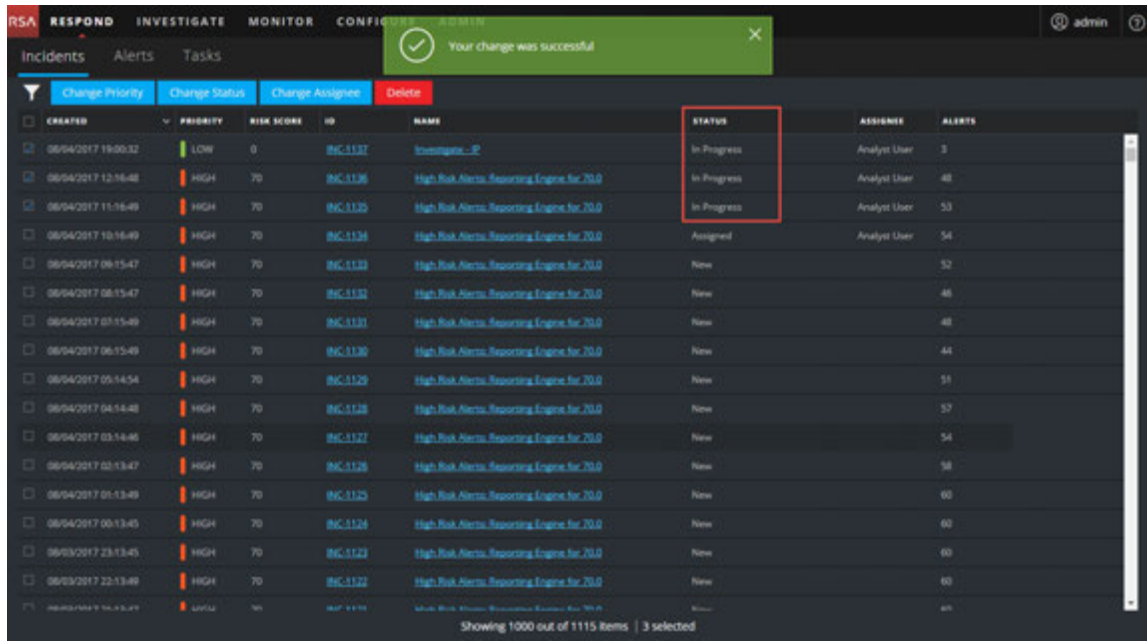 RSA RESPOND INVESTIGATE MONITOR CONFIGURE ADMIN admin
Your change was successful
Incidents Alerts Tasks
Change Priority Change Status Change Assignee Delete
CREATED PRIORITY RISK SCORE ID NAME STATUS ASSIGNEE ALERTS
08/04/2017 19:00:32 LOW 0 INC-1137 Investigate - IP In Progress Analyst User 3
08/04/2017 12:16:48 HIGH 70 INC-1136 High Risk Alerts: Reporting Engine for 70.0 In Progress Analyst User 48
08/04/2017 11:16:49 HIGH 70 INC-1135 High Risk Alerts: Reporting Engine for 70.0 In Progress Analyst User 53
08/04/2017 10:16:49 HIGH 70 INC-1134 High Risk Alerts: Reporting Engine for 70.0 Assigned Analyst User 54
08/04/2017 09:15:47 HIGH 70 INC-1133 High Risk Alerts: Reporting Engine for 70.0 New 52
08/04/2017 08:15:47 HIGH 70 INC-1132 High Risk Alerts: Reporting Engine for 70.0 New 46
08/04/2017 07:15:49 HIGH 70 INC-1131 High Risk Alerts: Reporting Engine for 70.0 New 48
08/04/2017 06:15:49 HIGH 70 INC-1130 High Risk Alerts: Reporting Engine for 70.0 New 44
08/04/2017 05:14:54 HIGH 70 INC-1129 High Risk Alerts: Reporting Engine for 70.0 New 51
08/04/2017 04:14:48 HIGH 70 INC-1128 High Risk Alerts: Reporting Engine for 70.0 New 57
08/04/2017 03:14:46 HIGH 70 INC-1127 High Risk Alerts: Reporting Engine for 70.0 New 54
08/04/2017 02:13:47 HIGH 70 INC-1126 High Risk Alerts: Reporting Engine for 70.0 New 58
08/04/2017 01:13:49 HIGH 70 INC-1125 High Risk Alerts: Reporting Engine for 70.0 New 60
08/04/2017 00:13:45 HIGH 70 INC-1124 High Risk Alerts: Reporting Engine for 70.0 New 60
08/03/2017 23:13:45 HIGH 70 INC-1123 High Risk Alerts: Reporting Engine for 70.0 New 60
08/03/2017 22:13:49 HIGH 70 INC-1122 High Risk Alerts: Reporting Engine for 70.0 New 60
Showing 1000 out of 1115 items | 3 selected